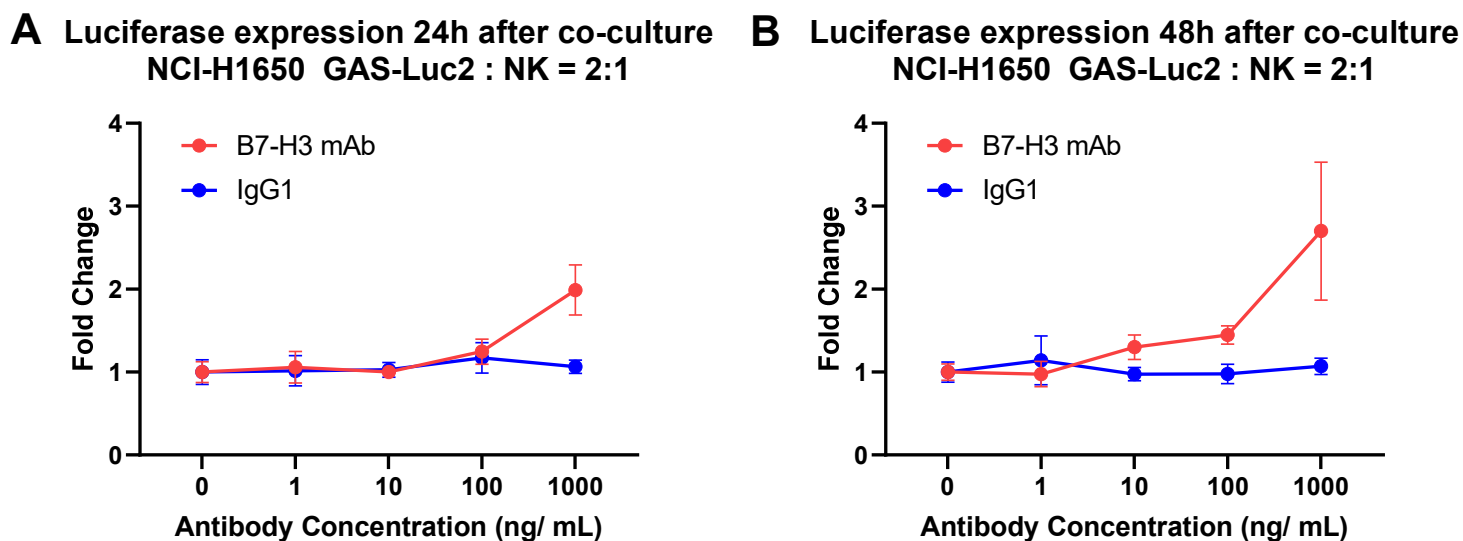 A Luciferase expression 24h after co-culture
NCI-H1650 GAS-Luc2 : NK = 2:1
4
3
2
1
0
Fold Change
B7-H3 mAb
IgG1
0 1 10 100 1000
Antibody Concentration (ng/ mL)
B Luciferase expression 48h after co-culture
NCI-H1650 GAS-Luc2 : NK = 2:1
4
3
2
1
0
Fold Change
B7-H3 mAb
IgG1
0 1 10 100 1000
Antibody Concentration (ng/ mL)